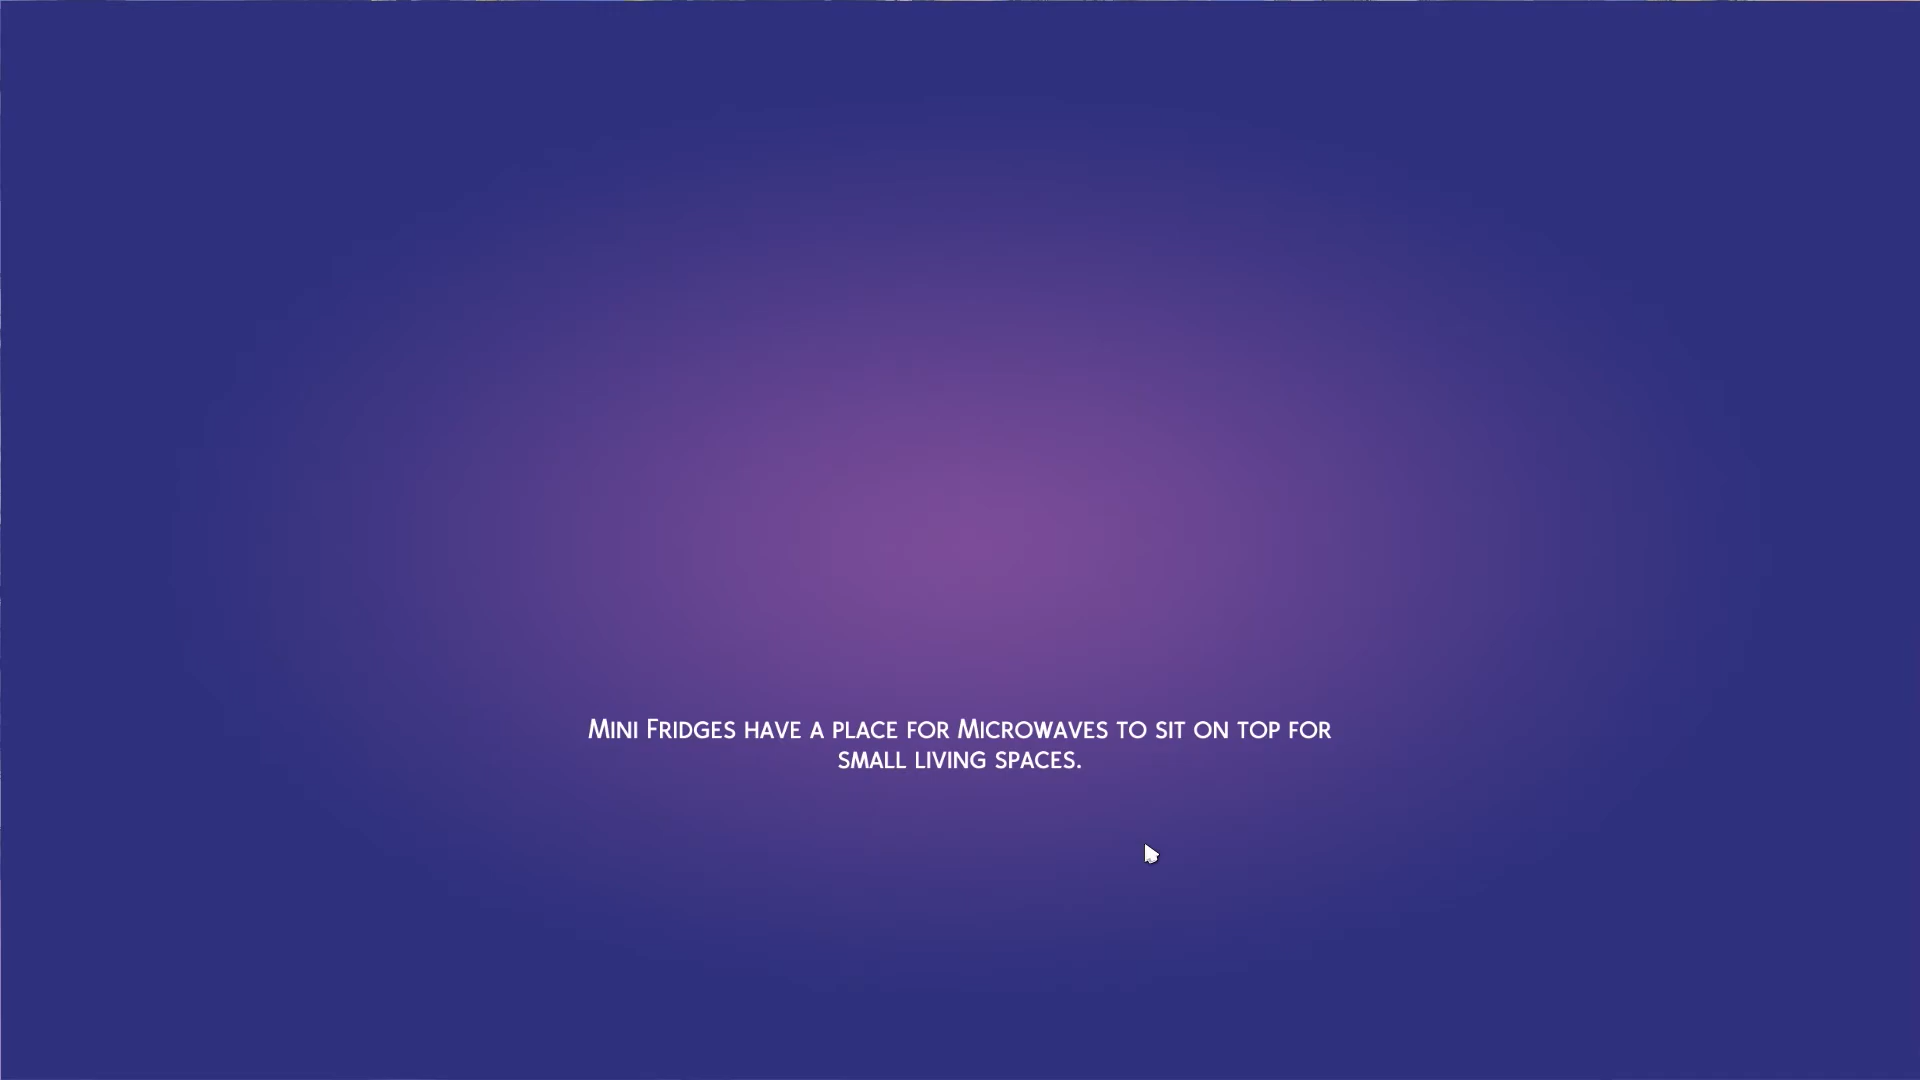 Mini Fridges have a place for Microwaves to sit on top for
small living spaces.